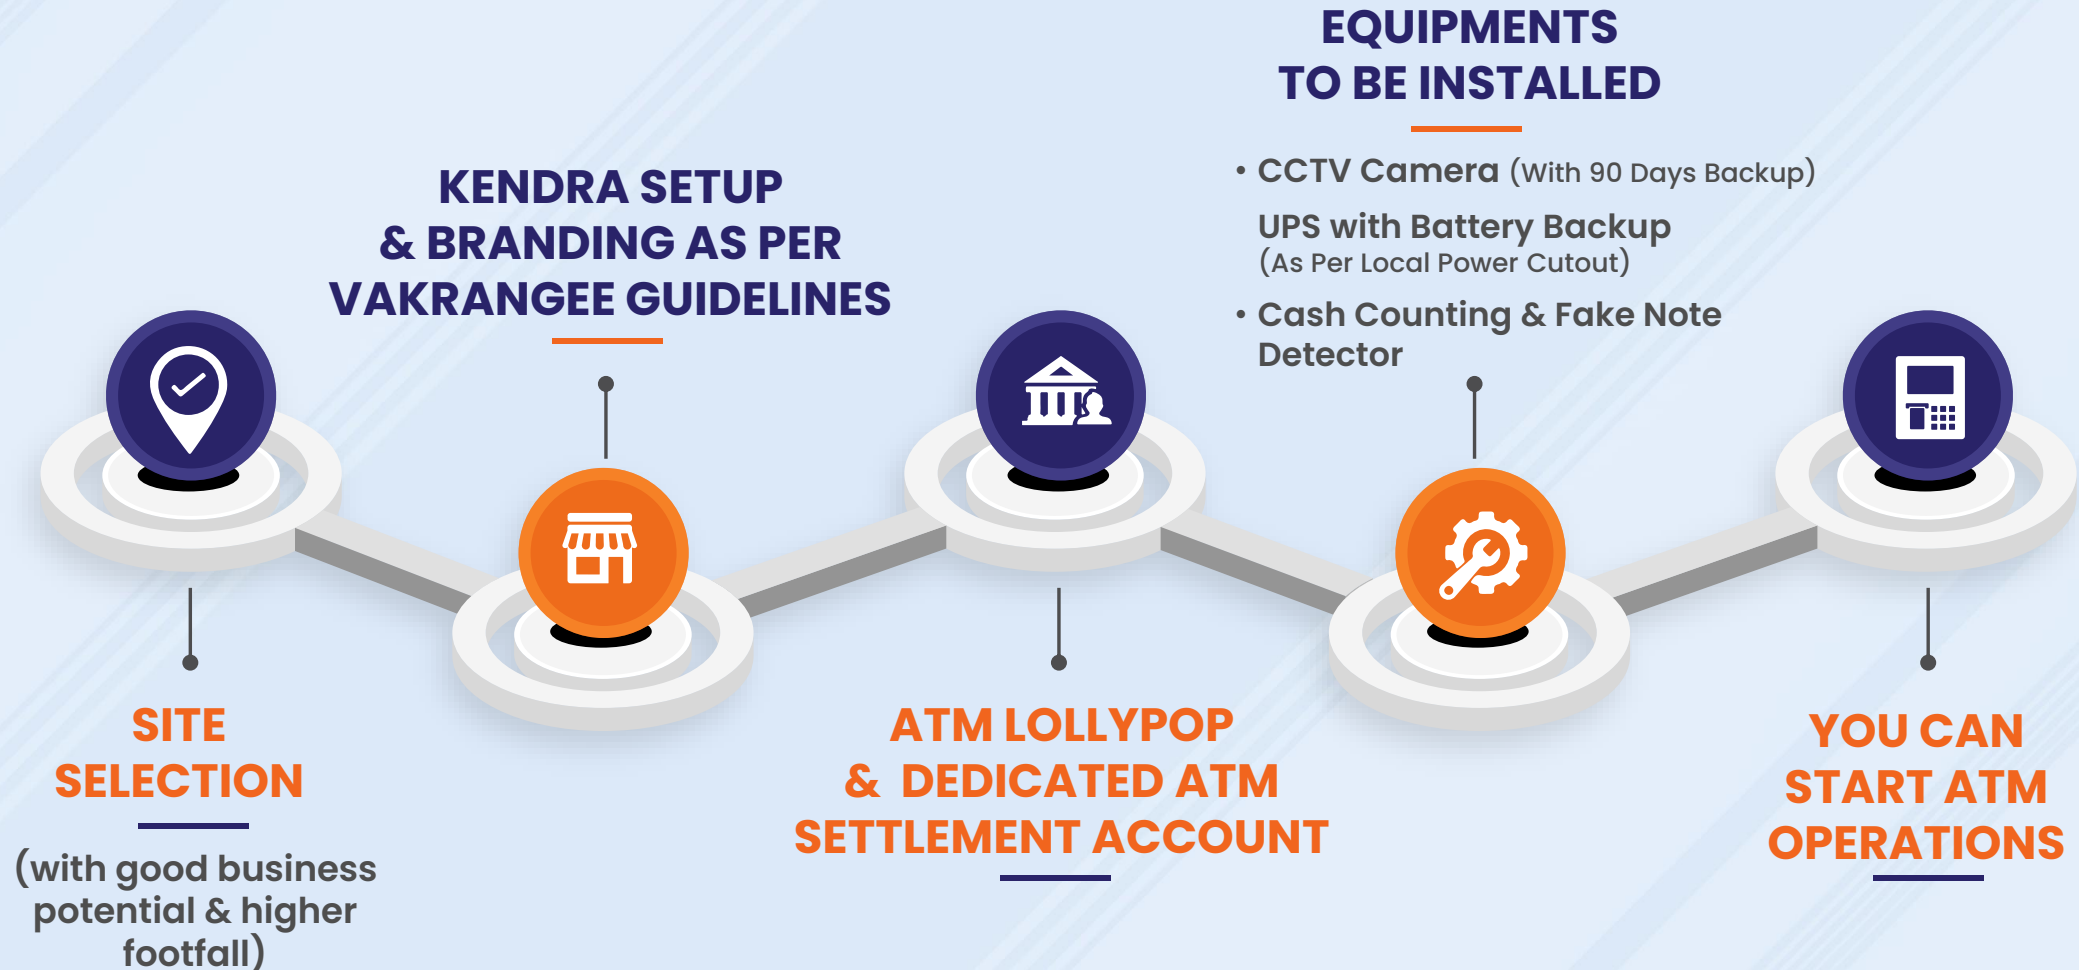 SITE
SELECTION
(with good business
potential & higher
footfall)
KENDRA SETUP
& BRANDING AS PER
VAKRANGEE GUIDELINES
ATM LOLLYPOP
& DEDICATED ATM
SETTLEMENT ACCOUNT
EQUIPMENTS
TO BE INSTALLED
• CCTV Camera (With 90 Days Backup)
UPS with Battery Backup
(As Per Local Power Cutout)
• Cash Counting & Fake Note
Detector
YOU CAN
START ATM
OPERATIONS